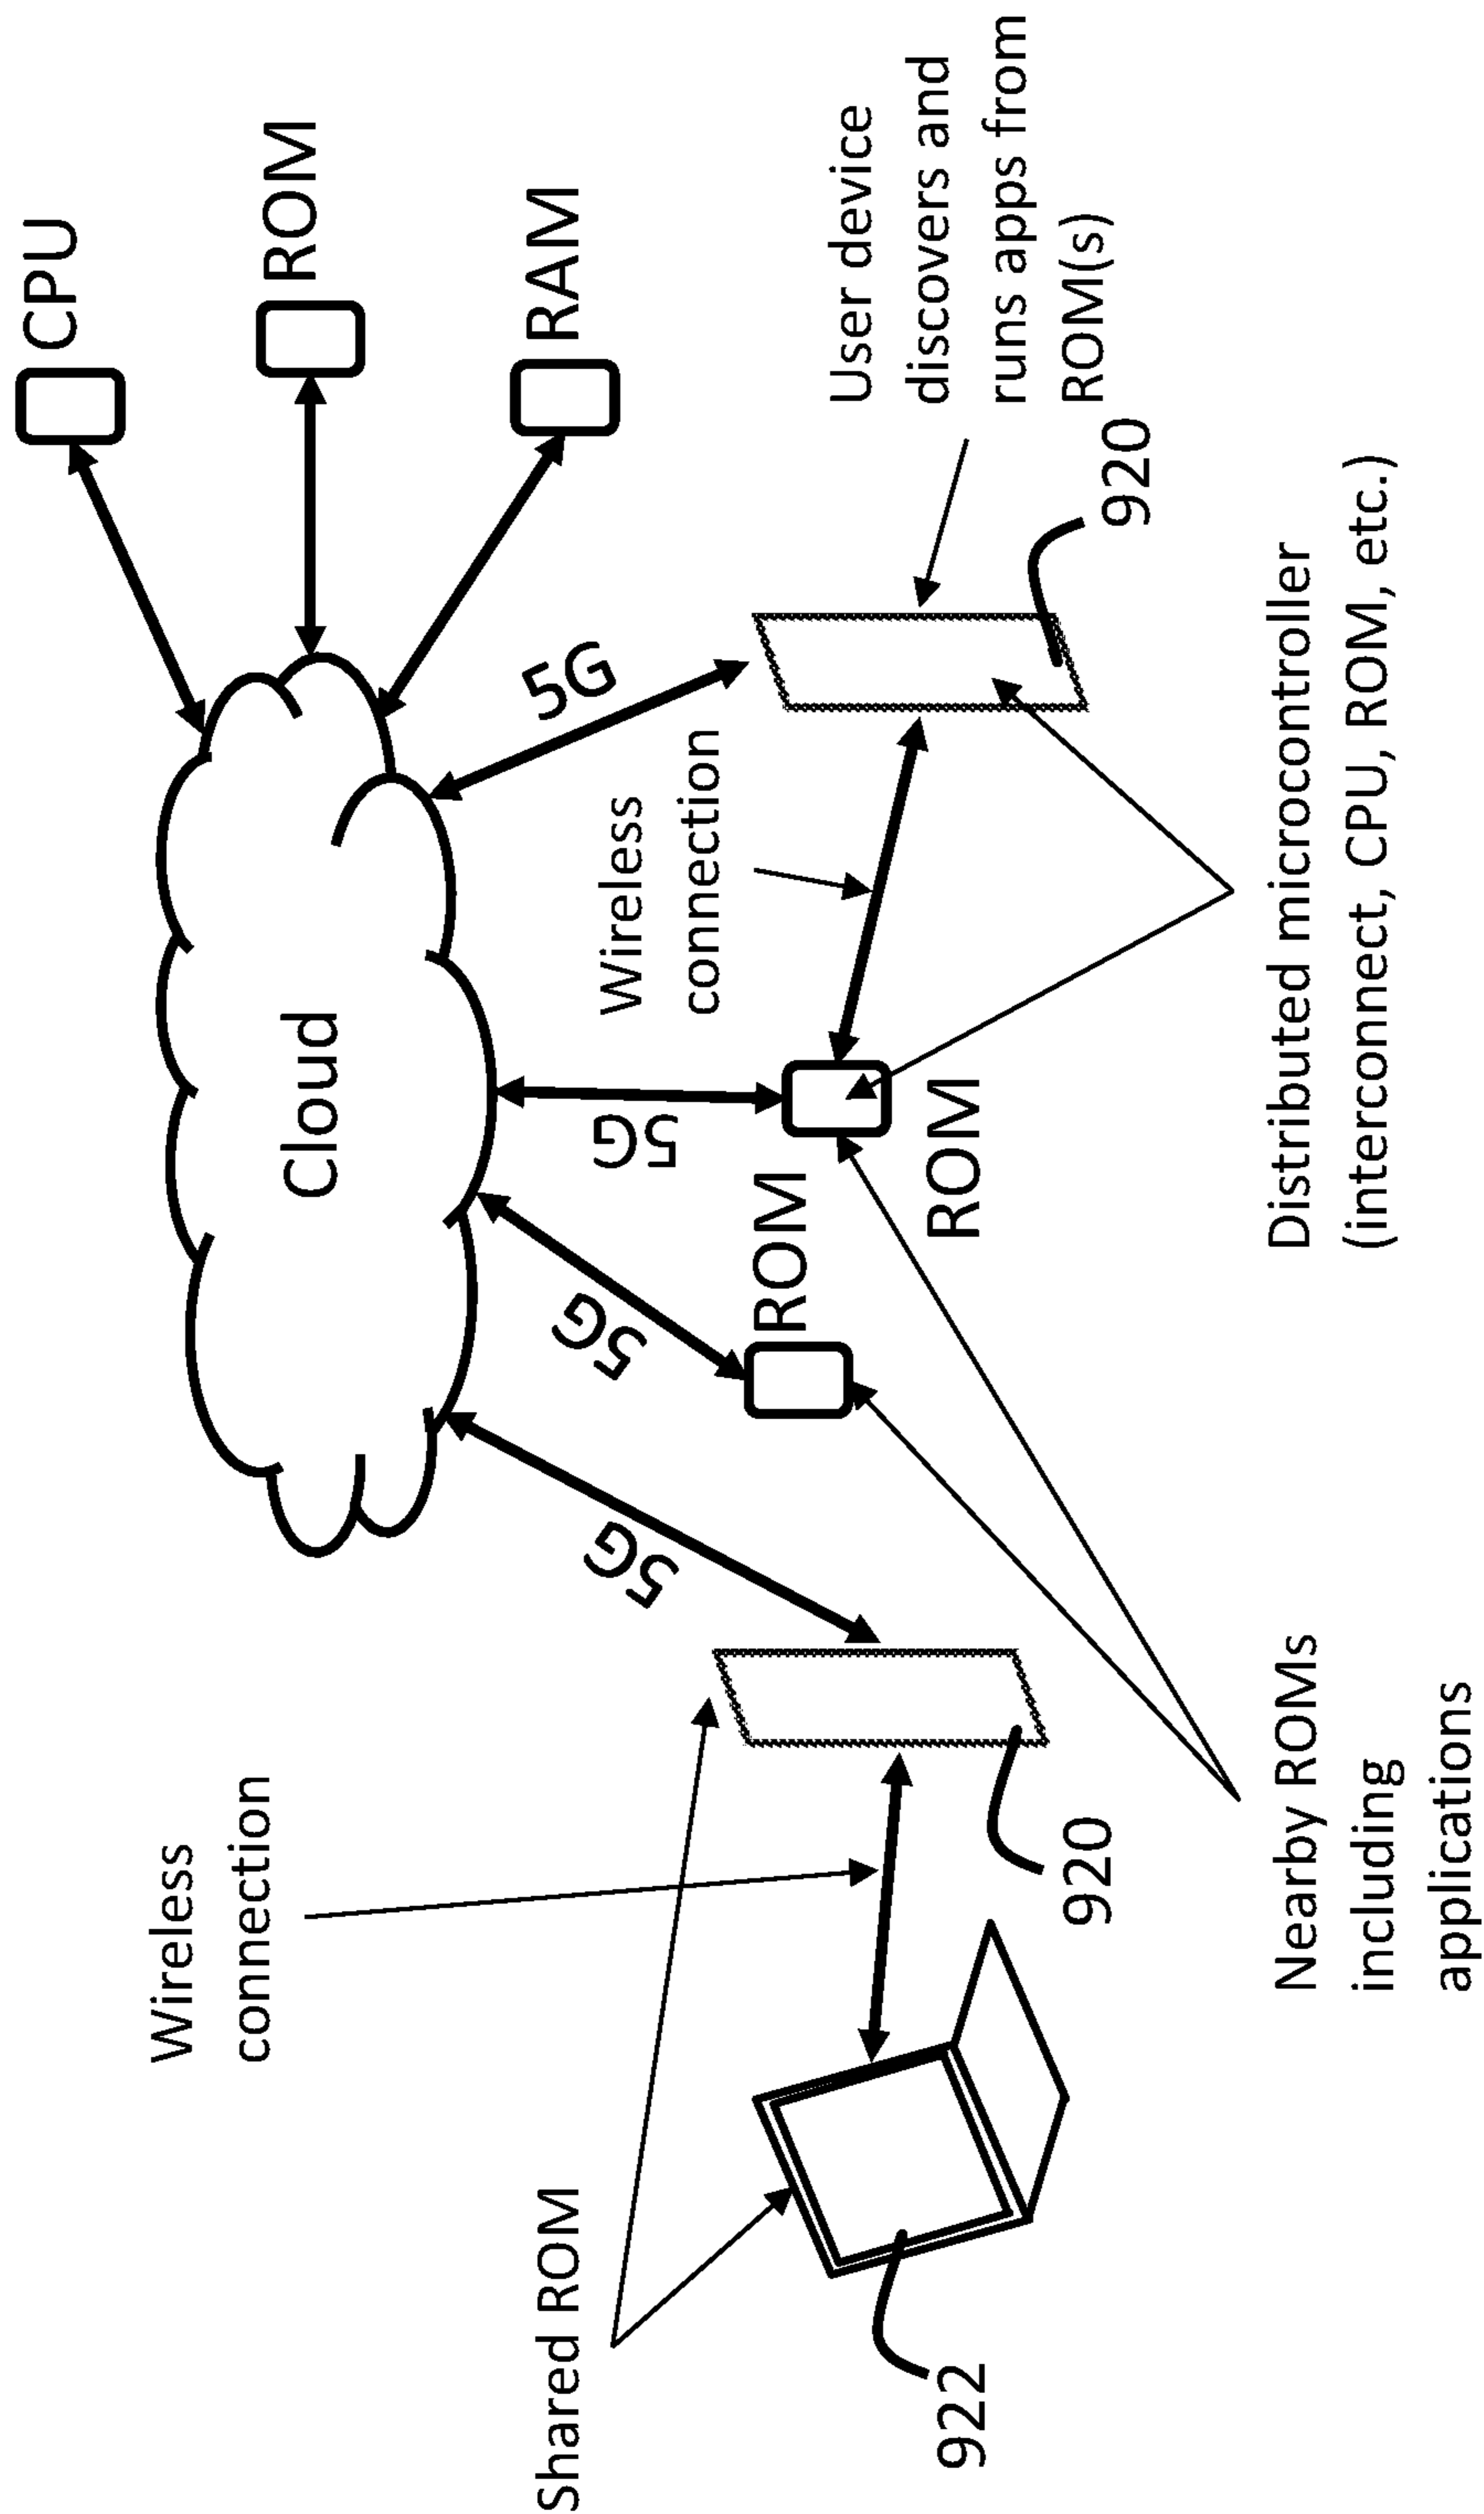 CPU
ROM
RAM
Cloud
5G
5G
5G
5G
Wireless
connection
Wireless
connection
Shared ROM
ROM
ROM
User device
discovers and
runs apps from
ROM(s)
920
920
922
Nearby ROMs
including
applications
Distributed microcontroller
(interconnect, CPU, ROM, etc.)